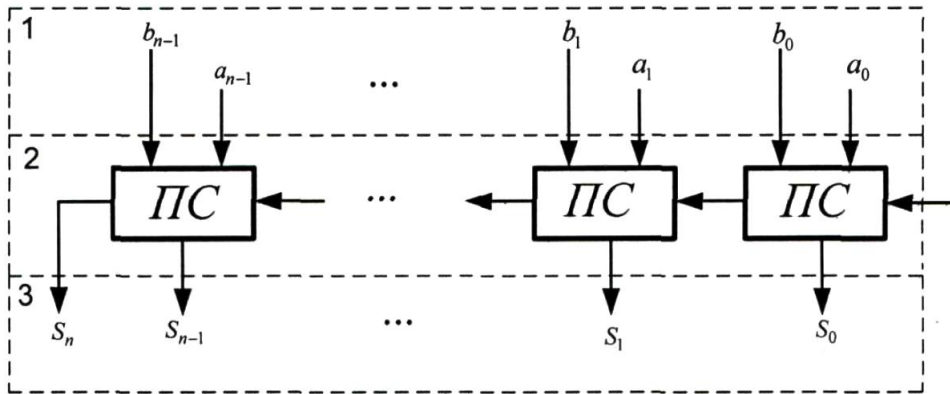 1
b_{n-1} b_1 b_0
a_{n-1} ... a_1 a_0
2
ПС ... ПС ПС
3
S_n S_{n-1} ... S_1 S_0